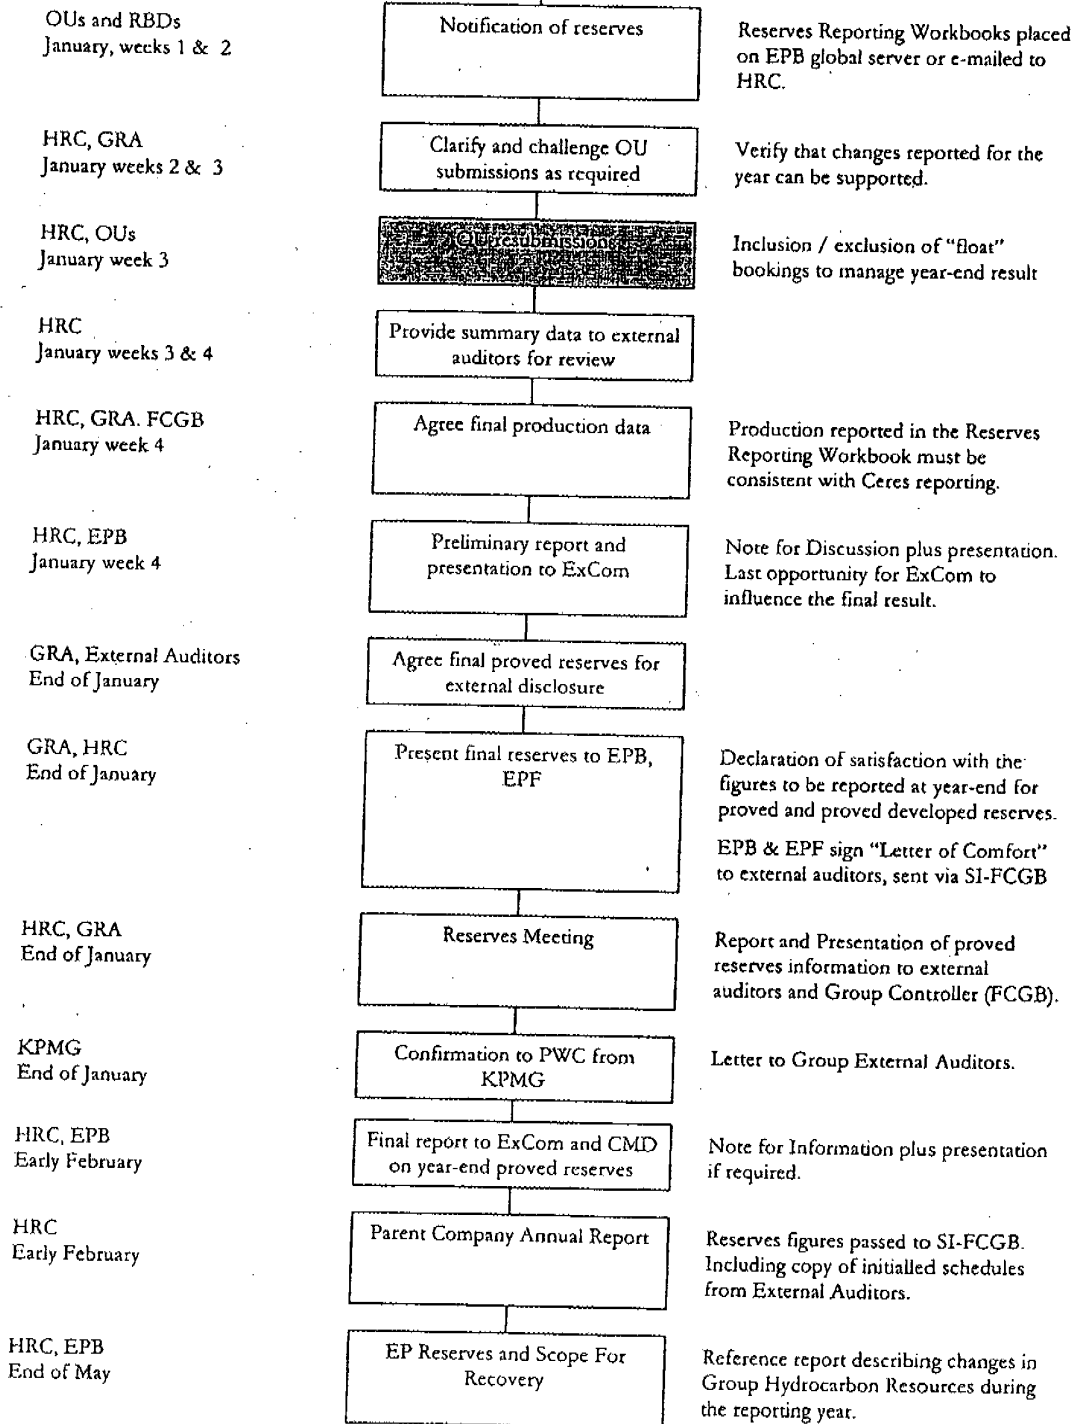 OUs and RBDs
January, weeks 1 & 2
Notification of reserves
Reserves Reporting Workbooks placed
on EPB global server or e-mailed to
HRC.
HRC, GRA
January weeks 2 & 3
Clarify and challenge OU
submissions as required
Verify that changes reported for the
year can be supported.
HRC, OUs
January week 3
OU resubmissions
Inclusion / exclusion of "float"
bookings to manage year-end result
HRC
January weeks 3 & 4
Provide summary data to external
auditors for review
HRC, GRA. FCGB
January week 4
Agree final production data
Production reported in the Reserves
Reporting Workbook must be
consistent with Ceres reporting.
HRC, EPB
January week 4
Preliminary report and
presentation to ExCom
Note for Discussion plus presentation.
Last opportunity for ExCom to
influence the final result.
GRA, External Auditors
End of January
Agree final proved reserves for
external disclosure
GRA, HRC
End of January
Present final reserves to EPB,
EPF
Declaration of satisfaction with the
figures to be reported at year-end for
proved and proved developed reserves.
EPB & EPF sign "Letter of Comfort"
to external auditors, sent via SI-FCGB
HRC, GRA
End of January
Reserves Meeting
Report and Presentation of proved
reserves information to external
auditors and Group Controller (FCGB).
KPMG
End of January
Confirmation to PWC from
KPMG
Letter to Group External Auditors.
HRC, EPB
Early February
Final report to ExCom and CMD
on year-end proved reserves
Note for Information plus presentation
if required.
HRC
Early February
Parent Company Annual Report
Reserves figures passed to SI-FCGB.
Including copy of initialled schedules
from External Auditors.
HRC, EPB
End of May
EP Reserves and Scope For
Recovery
Reference report describing changes in
Group Hydrocarbon Resources during
the reporting year.